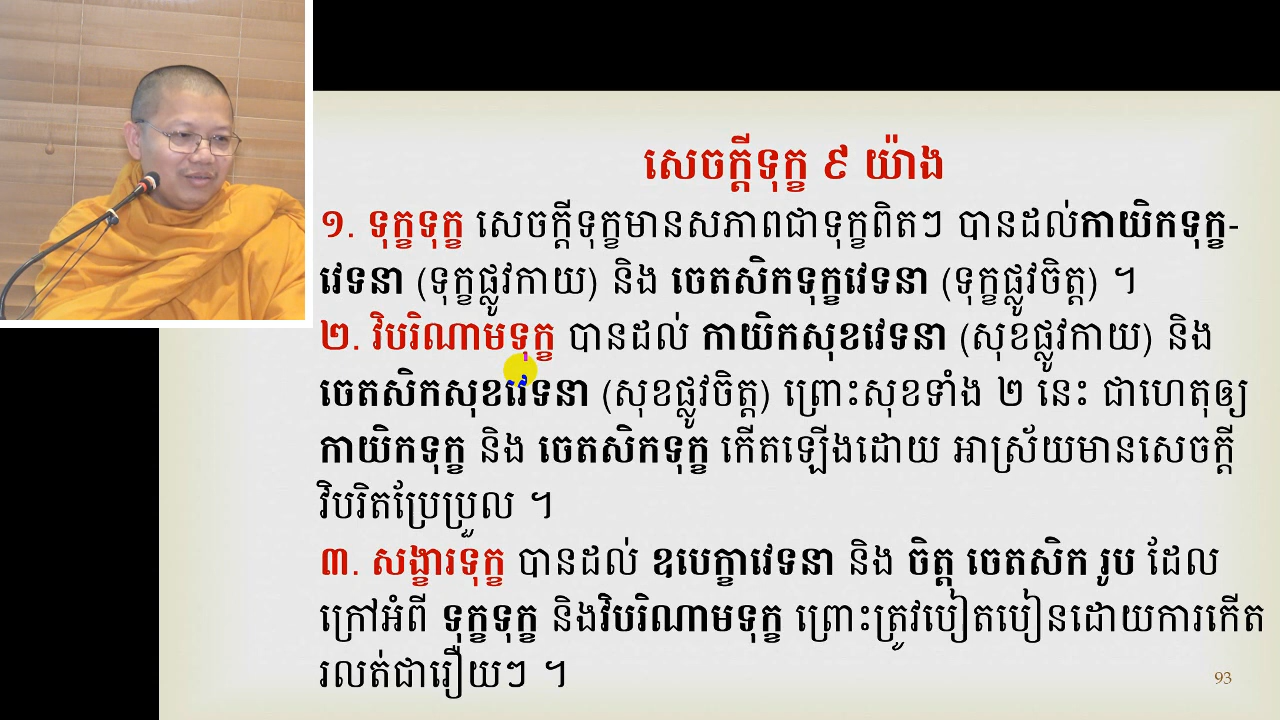 សេចក្ដីទុក្ខ ៩ យ៉ាង
១. ទុក្ខទុក្ខ សេចក្ដីទុក្ខមានសភាពជាទុក្ខពិតៗ បានដល់កាយិកទុក្ខ-
វេទនា (ទុក្ខផ្លូវកាយ) និង ចេតសិកទុក្ខវេទនា (ទុក្ខផ្លូវចិត្ត) ។
២. វិបរិណាមទុក្ខ បានដល់ កាយិកសុខវេទនា (សុខផ្លូវកាយ) និង
ចេតសិកសុខវេទនា (សុខផ្លូវចិត្ត) ព្រោះសុខទាំង ២ នេះ ជាហេតុឲ្យ
កាយិកទុក្ខ និង ចេតសិកទុក្ខ កើតឡើងដោយ អាស្រ័យមានសេចក្ដី
វិបរិតប្រែប្រួល ។
៣. សង្ខារទុក្ខ បានដល់ ឧបេក្ខាវេទនា និង ចិត្ត ចេតសិក រូប ដែល
ក្រៅអំពី ទុក្ខទុក្ខ និងវិបរិណាមទុក្ខ ព្រោះត្រូវបៀតបៀនដោយការកើត
រលត់ជារឿយៗ ។
93